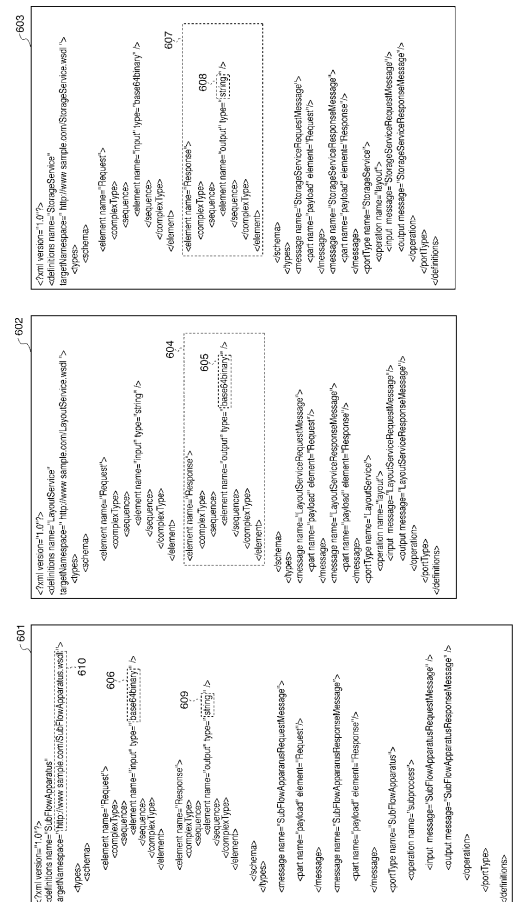 601
<?xml version="1.0"?>
<definitions name="SubFlowApparatus"
targetNamespace="http://www sample.com/SubFlowApparatus.wsdl">
610
<types>
<schema>
<element name="Request">
<complexType>
606
<sequence>
<element name="input" type="base64binary" />
</sequence>
</complexType>
</element>
<element name="Response">
<complexType>
609
<sequence>
<element name="output" type="string" />
</sequence>
</complexType>
</element>
</schema>
<types>
<message name="SubFlowApparatusRequestMessage">
<part name="payload" element="Request"/>
</message>
<message name="SubFlowApparatusResponseMessage">
<part name="payload" element="Response"/>
</message>
<portType name="SubFlowApparatus">
<operation name="Subprocess">
<input message="SubFlowApparatusRequestMessage" />
<output message="SubFlowApparatusResponseMessage" />
</operation>
</portType>
</definitions>
602
<?xml version="1.0"?>
<definitions name="LayoutService"
targetNamespace=" http://www sample.com/LayoutService.wsdl ">
<types>
<schema>
<element name="Request">
<complexType>
<sequence>
<element name="input" type="string" />
</sequence>
</complexType>
</element>
604
<element name="Response">
<complexType>
605
<sequence>
<element name="output" type="base64binary" />
</sequence>
</complexType>
</element>
</schema>
<types>
<message name="LayoutServiceRequestMessage">
<part name="payload" element="Request"/>
</message>
<message name="LayoutServiceResponseMessage">
<part name="payload" element="Response"/>
</message>
<portType name="LayoutService">
<operation name="layout">
<input message="LayoutServiceRequestMessage"/>
<output message="LayoutServiceResponseMessage"/>
</operation>
</portType>
</definitions>
603
<?xml version="1.0"?>
<definitions name="StorageService"
targetNamespace=" http://www sample.com/StorageService.wsdl ">
<types>
<schema>
<element name="Request">
<complexType>
<sequence>
<element name="input" type="base64binary" />
</sequence>
</complexType>
</element>
607
<element name="Response">
<complexType>
608
<sequence>
<element name="output" type="string" />
</sequence>
</complexType>
</element>
</schema>
<types>
<message name="StorageServiceRequestMessage">
<part name="payload" element="Request"/>
</message>
<message name="StorageServiceResponseMessage">
<part name="payload" element="Response"/>
</message>
<portType name="StorageService">
<operation name="layout">
<input message="StorageServiceRequestMessage"/>
<output message="StorageServiceResponseMessage"/>
</operation>
</portType>
</definitions>